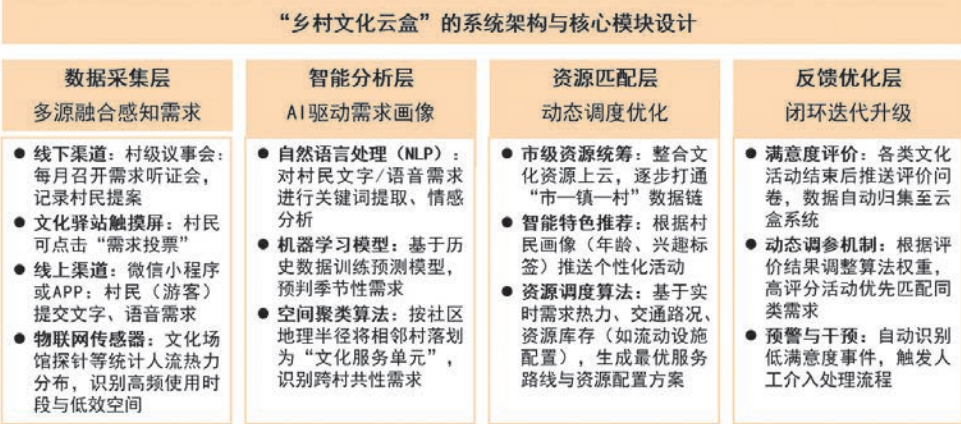 “乡村文化云盒”的系统架构与核心模块设计
数据采集层
多源融合感知需求
● 线下渠道：村级议事会：
每月召开需求听证会，
记录村民提案
● 文化驿站触摸屏：村民
可点击“需求投票”
● 线上渠道：微信小程序
或APP：村民（游客）
提交文字、语音需求
● 物联网传感器：文化场
馆探针等统计人流热力
分布，识别高频使用时
段与低效空间
智能分析层
AI驱动需求画像
● 自然语言处理（NLP）：
对村民文字/语音需求
进行关键词提取、情感
分析
● 机器学习模型：基于历
史数据训练预测模型，
预判季节性需求
● 空间聚类算法：按社区
地理半径将相邻村落划
为“文化服务单元”，
识别跨村共性需求
资源匹配层
动态调度优化
● 市级资源统筹：整合文
化资源上云，逐步打通
“市—镇—村”数据链
● 智能特色推荐：根据村
民画像（年龄、兴趣标
签）推送个性化活动
● 资源调度算法：基于实
时需求热力、交通路况、
资源库存（如流动设施
配置），生成最优服务
路线与资源配置方案
反馈优化层
闭环迭代升级
● 满意度评价：各类文化
活动结束后推送评价问
卷，数据自动归集至云
盒系统
● 动态调参机制：根据评
价结果调整算法权重，
高评分活动优先匹配同
类需求
● 预警与干预：自动识别
低满意度事件，触发人
工介入处理流程